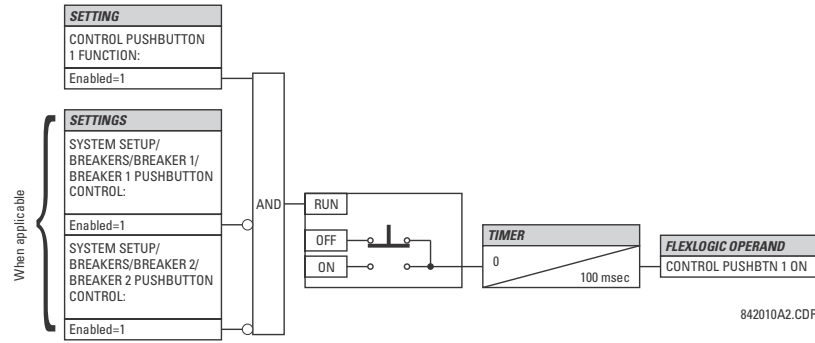 SETTING
CONTROL PUSHBUTTON
1 FUNCTION:
Enabled=1
When applicable
SETTINGS
SYSTEM SETUP/
BREAKERS/BREAKER 1/
BREAKER 1 PUSHBUTTON
CONTROL:
Enabled=1
SYSTEM SETUP/
BREAKERS/BREAKER 2/
BREAKER 2 PUSHBUTTON
CONTROL:
Enabled=1
AND
RUN
OFF
ON
TIMER
0
100 msec
FLEXLOGIC OPERAND
CONTROL PUSHBTN 1 ON
842010A2.CDR